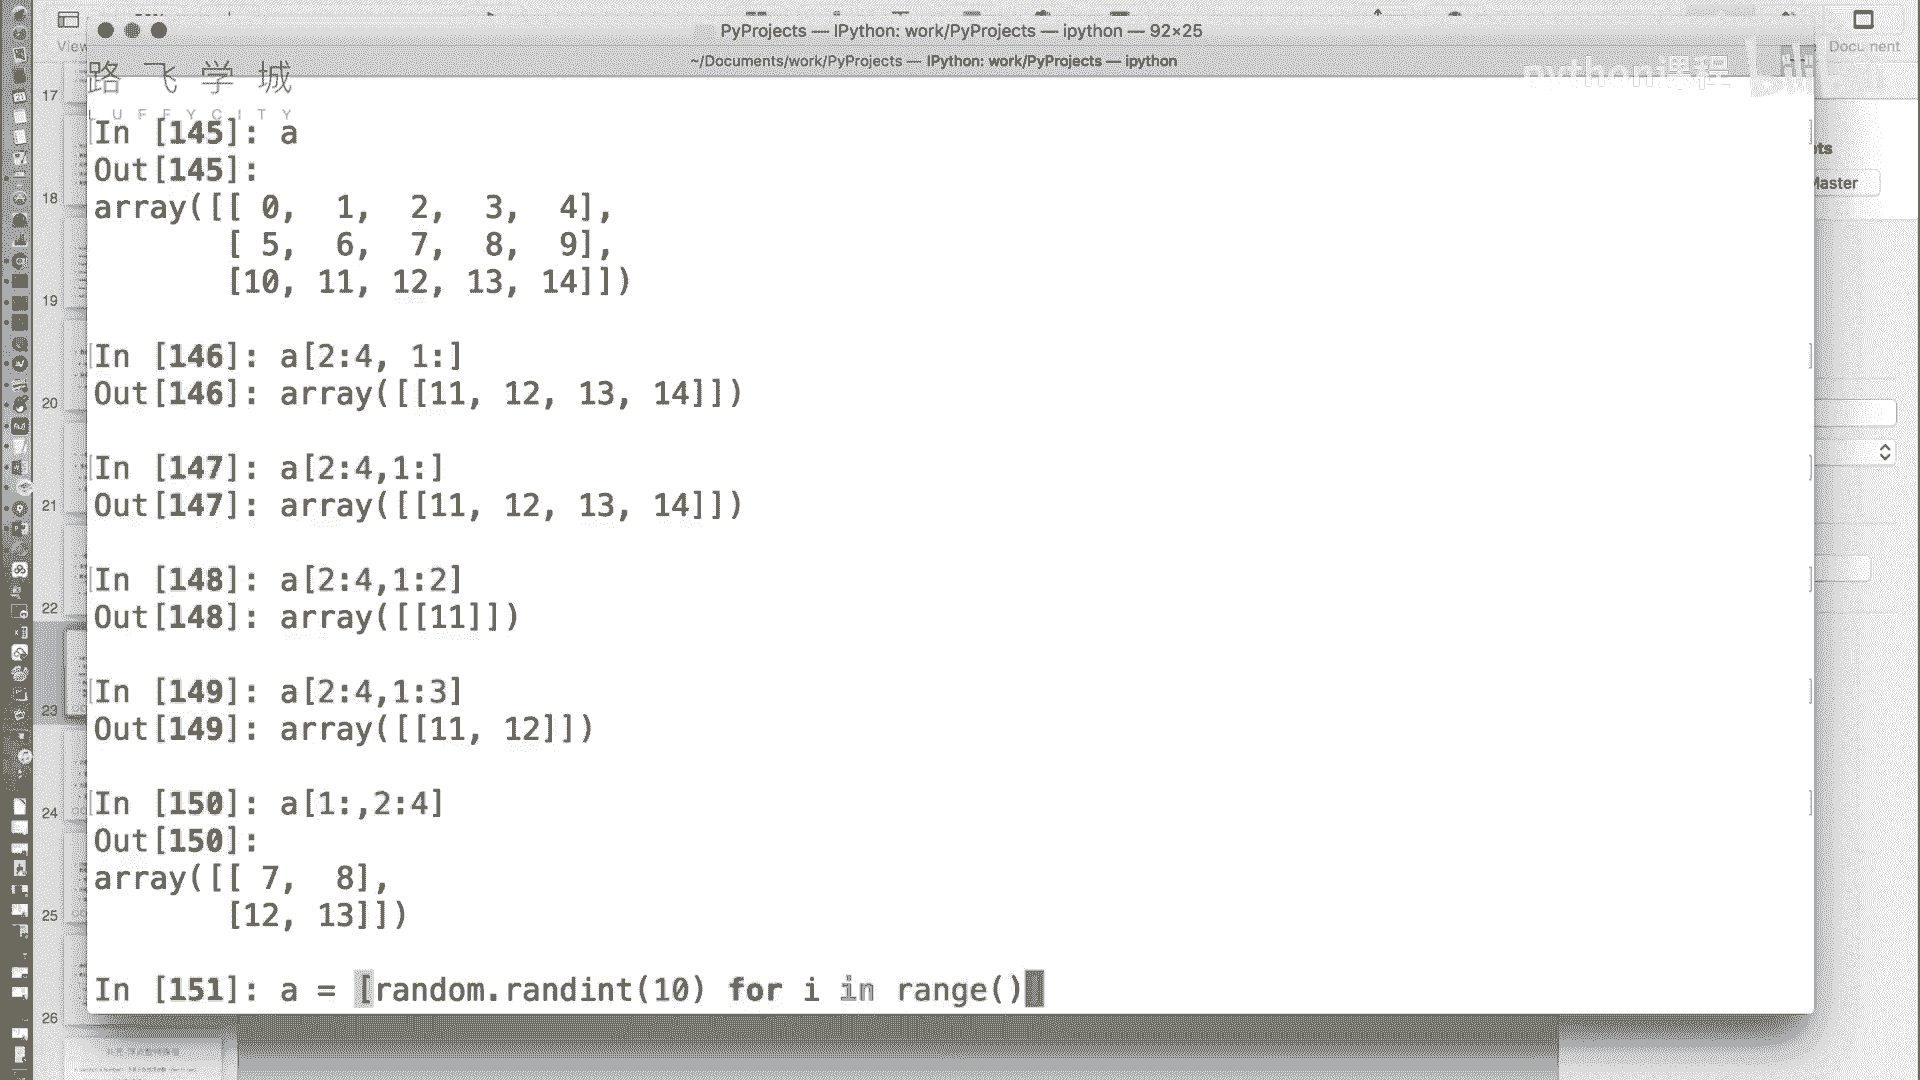 PyProjects — IPython: work/PyProjects — ipython — 92×25
~/Documents/work/PyProjects — IPython: work/PyProjects — ipython
View
Document
路飞学城
LUFFYCITY
python课程
Master
17
18
19
20
21
22
23
24
25
26
In [145]: a
Out[145]:
array([[ 0,  1,  2,  3,  4],
       [ 5,  6,  7,  8,  9],
       [10, 11, 12, 13, 14]])
In [146]: a[2:4, 1:]
Out[146]: array([[11, 12, 13, 14]])
In [147]: a[2:4,1:]
Out[147]: array([[11, 12, 13, 14]])
In [148]: a[2:4,1:2]
Out[148]: array([[11]])
In [149]: a[2:4,1:3]
Out[149]: array([[11, 12]])
In [150]: a[1:,2:4]
Out[150]:
array([[ 7,  8],
       [12, 13]])
In [151]: a = [random.randint(10) for i in range()